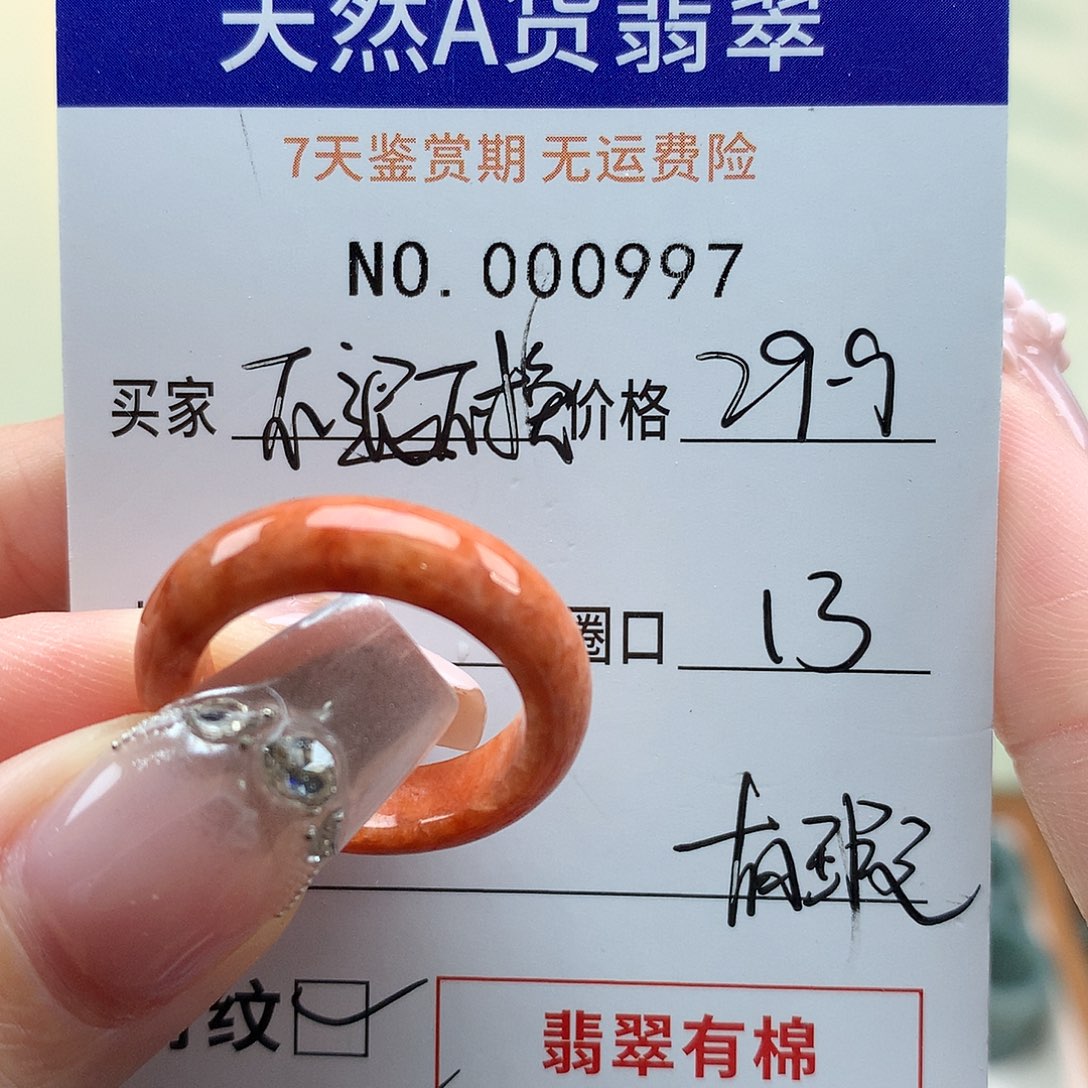 天然A货翡翠
7天鉴赏期 无运费险
NO. 000997
买家 不退不换 价格 29-9
圈口 13
有瑕
纹
翡翠有棉